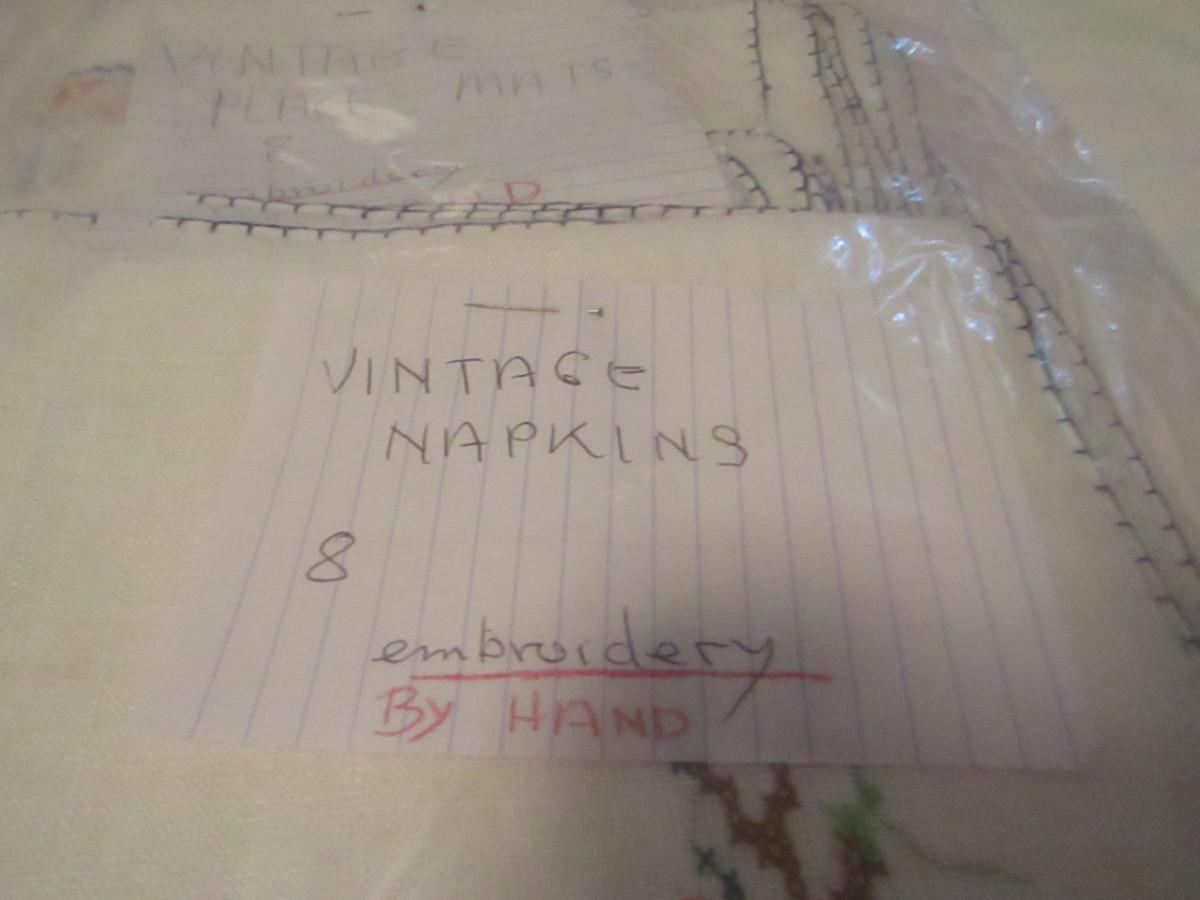 VINTAGE
PLACE MATS
8
embroidery
VINTAGE
NAPKINS
8
embroidery
By HAND